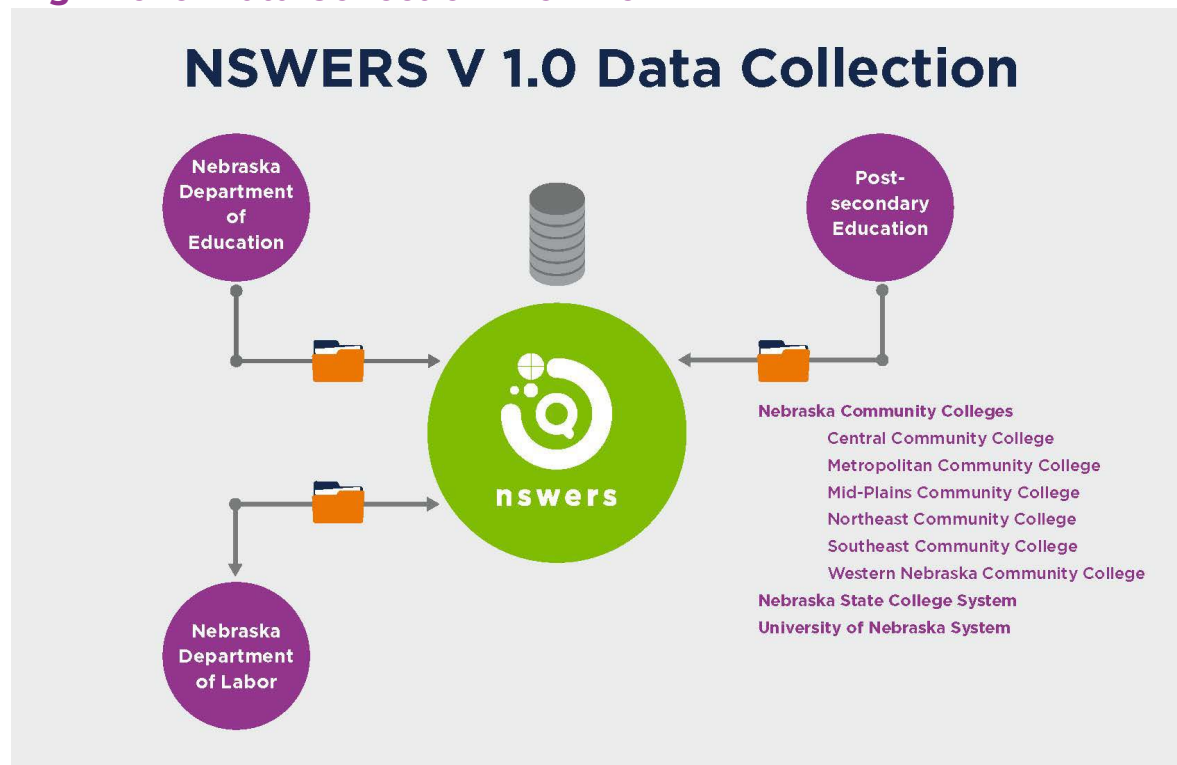 NSWERS V 1.0 Data Collection
Nebraska
Department
of
Education
Post-
secondary
Education
nswers
Nebraska Community Colleges
Central Community College
Metropolitan Community College
Mid-Plains Community College
Northeast Community College
Southeast Community College
Western Nebraska Community College
Nebraska State College System
University of Nebraska System
Nebraska
Department
of Labor